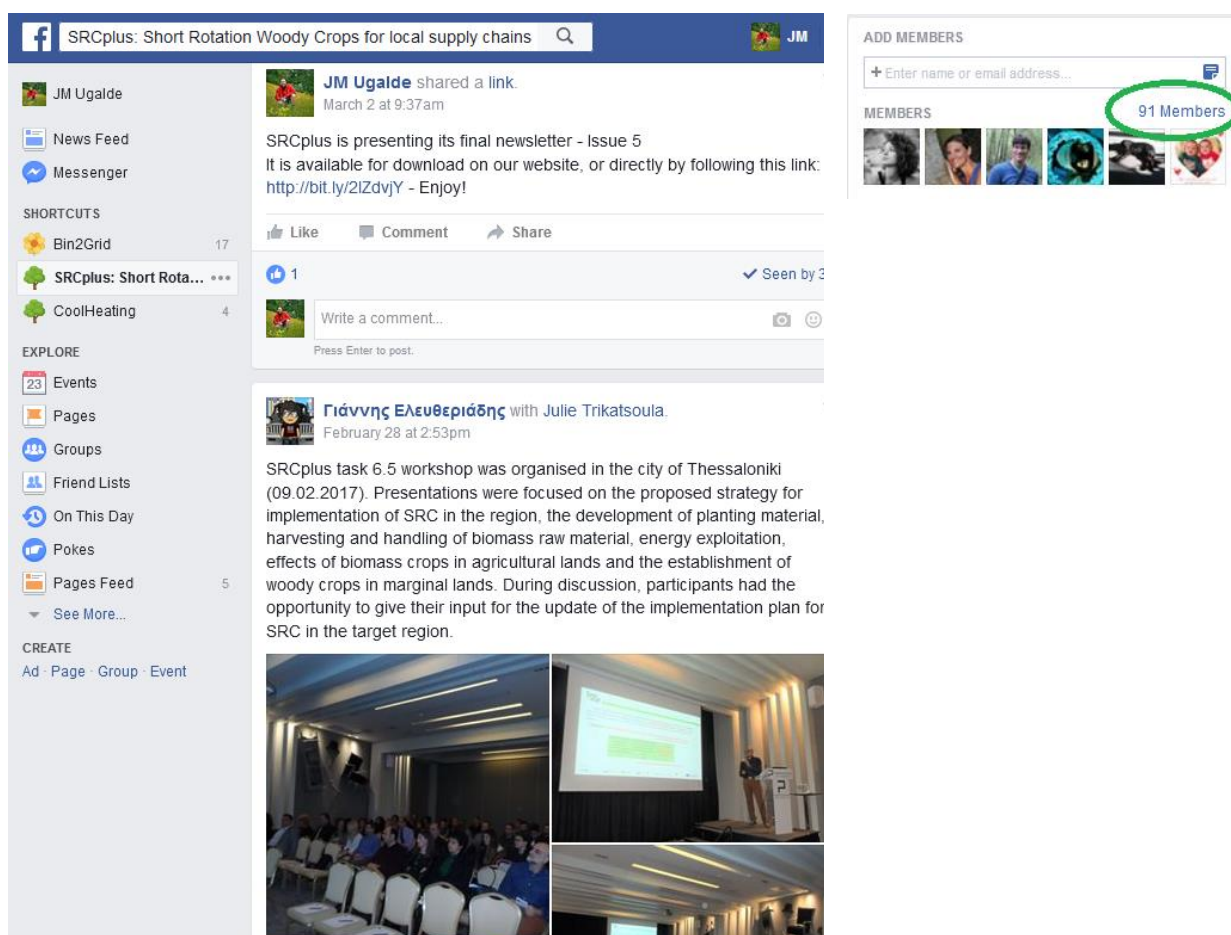 SRCplus: Short Rotation Woody Crops for local supply chains
JM
JM Ugalde
News Feed
Messenger
SHORTCUTS
Bin2Grid 17
SRCplus: Short Rota...
CoolHeating 4
EXPLORE
23 Events
Pages
Groups
Friend Lists
On This Day
Pokes
Pages Feed 5
See More...
CREATE
Ad · Page · Group · Event
JM Ugalde shared a link.
March 2 at 9:37am
SRCplus is presenting its final newsletter - Issue 5
It is available for download on our website, or directly by following this link:
http://bit.ly/2lZdvjY - Enjoy!
Like Comment Share
1 Seen by 3
Write a comment...
Press Enter to post.
Γιάννης Ελευθεριάδης with Julie Trikatsoula.
February 28 at 2:53pm
SRCplus task 6.5 workshop was organised in the city of Thessaloniki
(09.02.2017). Presentations were focused on the proposed strategy for
implementation of SRC in the region, the development of planting material,
harvesting and handling of biomass raw material, energy exploitation,
effects of biomass crops in agricultural lands and the establishment of
woody crops in marginal lands. During discussion, participants had the
opportunity to give their input for the update of the implementation plan for
SRC in the target region.
ADD MEMBERS
+ Enter name or email address...
MEMBERS 91 Members